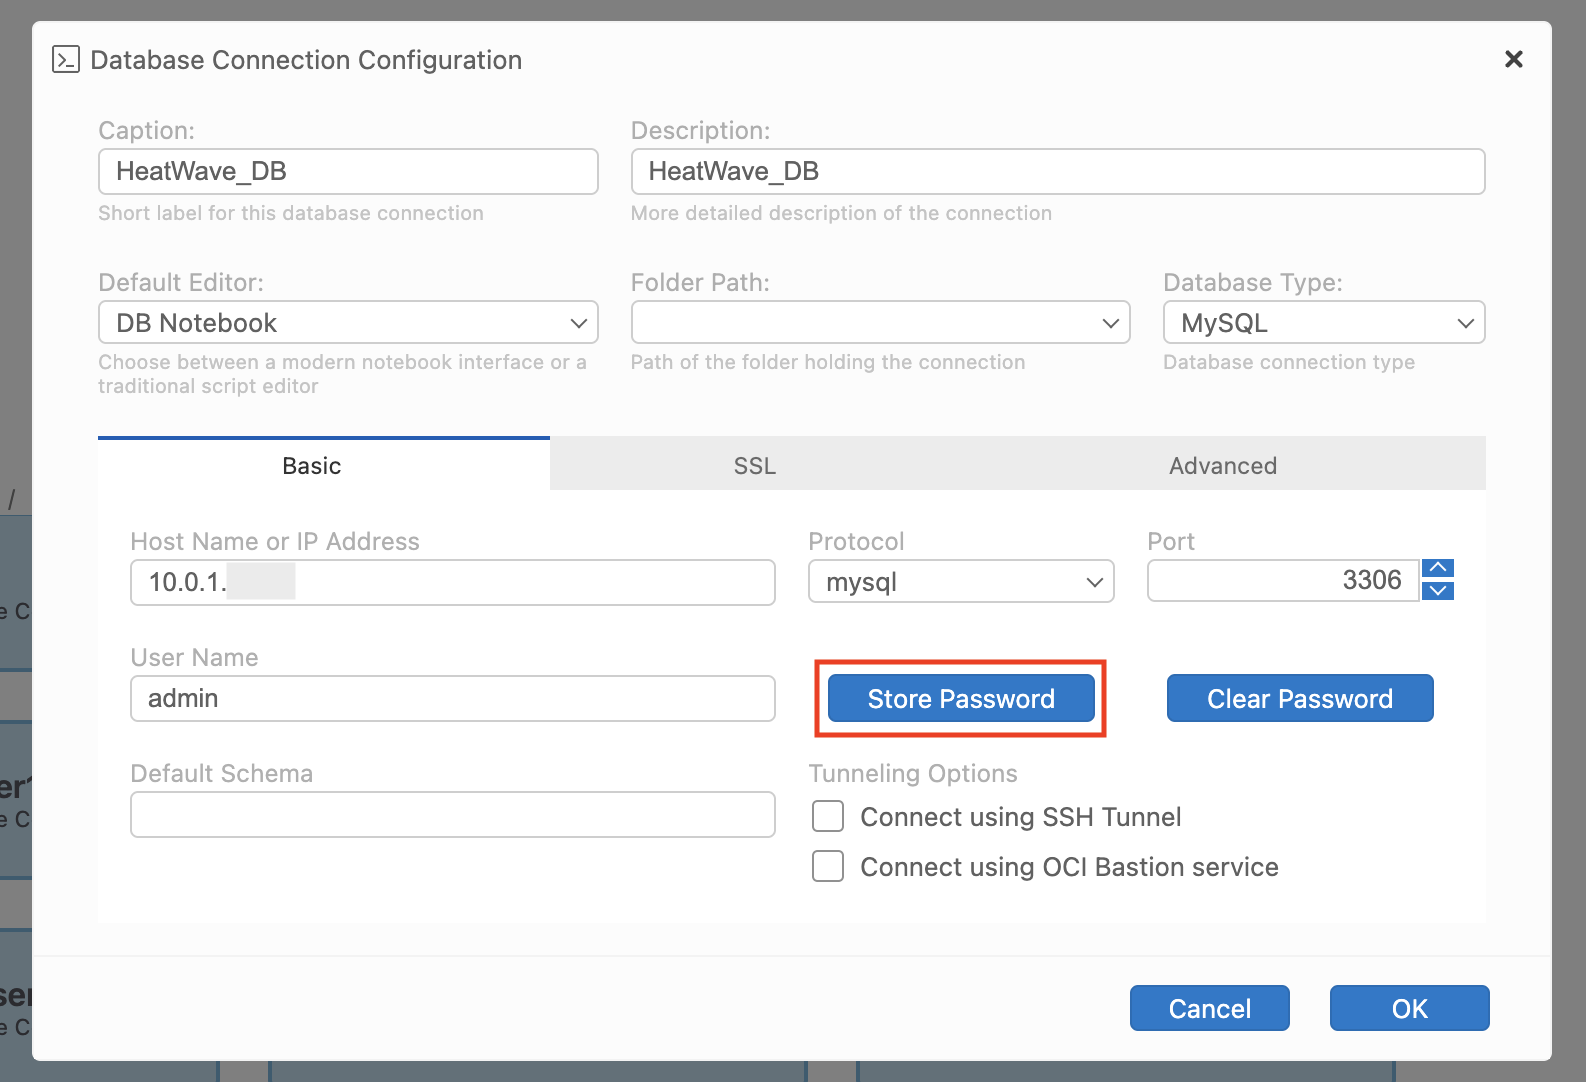 Database Connection Configuration
Caption:
Description:
HeatWave_DB
HeatWave_DB
Short label for this database connection
More detailed description of the connection
Default Editor:
Folder Path:
Database Type:
DB Notebook
MySQL
Choose between a modern notebook interface or a
traditional script editor
Path of the folder holding the connection
Database connection type
Basic
SSL
Advanced
/
Host Name or IP Address
Protocol
Port
10.0.1.
mysql
3306
e C
User Name
admin
Store Password
Clear Password
Default Schema
Tunneling Options
Connect using SSH Tunnel
e C
Connect using OCI Bastion service
e C
Cancel
OK